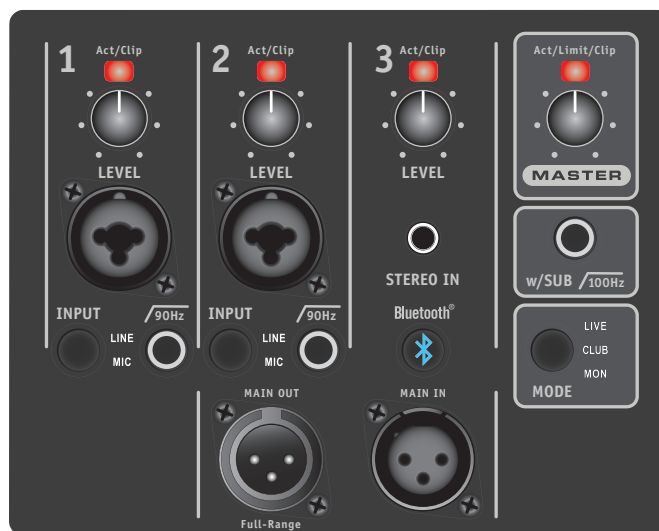 1
Act/Clip
LEVEL
INPUT
90Hz
LINE
MIC
2
Act/Clip
LEVEL
INPUT
90Hz
LINE
MIC
3
Act/Clip
LEVEL
STEREO IN
Bluetooth®
Act/Limit/Clip
MASTER
w/SUB 100Hz
LIVE
CLUB
MON
MODE
MAIN OUT
Full-Range
MAIN IN